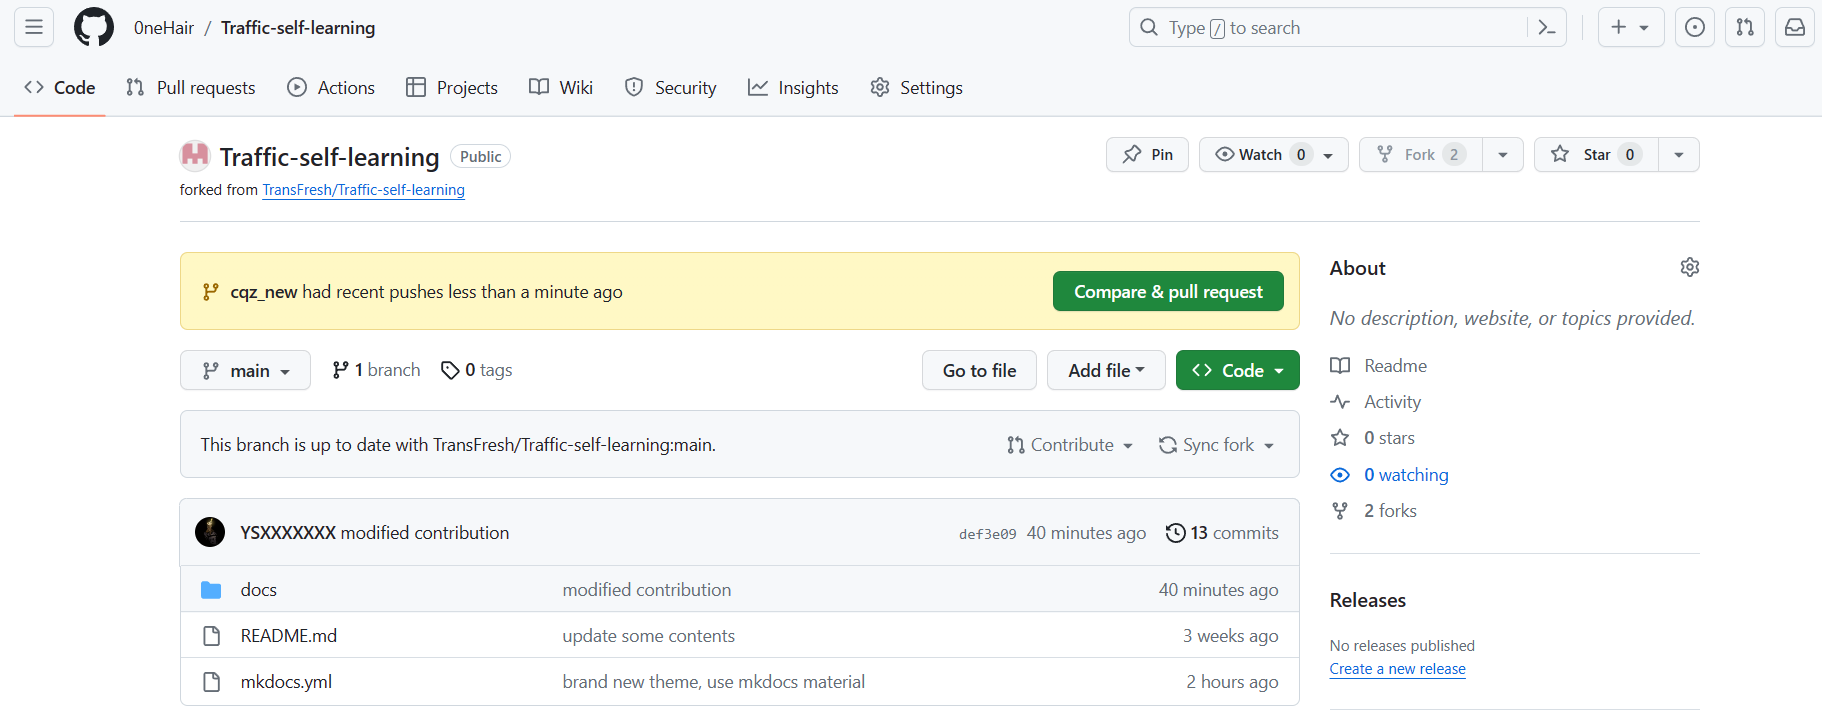 0neHair / Traffic-self-learning
Type / to search
Code Pull requests Actions Projects Wiki Security Insights Settings
Traffic-self-learning Public
Pin Watch 0 Fork 2 Star 0
forked from TransFresh/Traffic-self-learning
cqz_new had recent pushes less than a minute ago
Compare & pull request
main 1 branch 0 tags
Go to file Add file Code
This branch is up to date with TransFresh/Traffic-self-learning:main.
Contribute Sync fork
YSXXXXXXX modified contribution def3e09 40 minutes ago 13 commits
docs modified contribution 40 minutes ago
README.md update some contents 3 weeks ago
mkdocs.yml brand new theme, use mkdocs material 2 hours ago
About
No description, website, or topics provided.
Readme
Activity
0 stars
0 watching
2 forks
Releases
No releases published
Create a new release